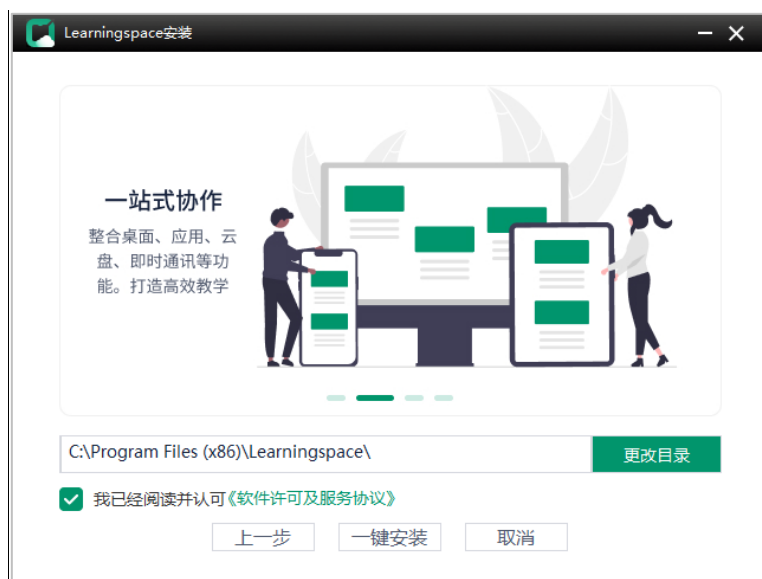 Learningspace安装
一站式协作
整合桌面、应用、云
盘、即时通讯等功
能。打造高效教学
C:\Program Files (x86)\Learningspace\
更改目录
我已经阅读并认可《软件许可及服务协议》
上一步
一键安装
取消